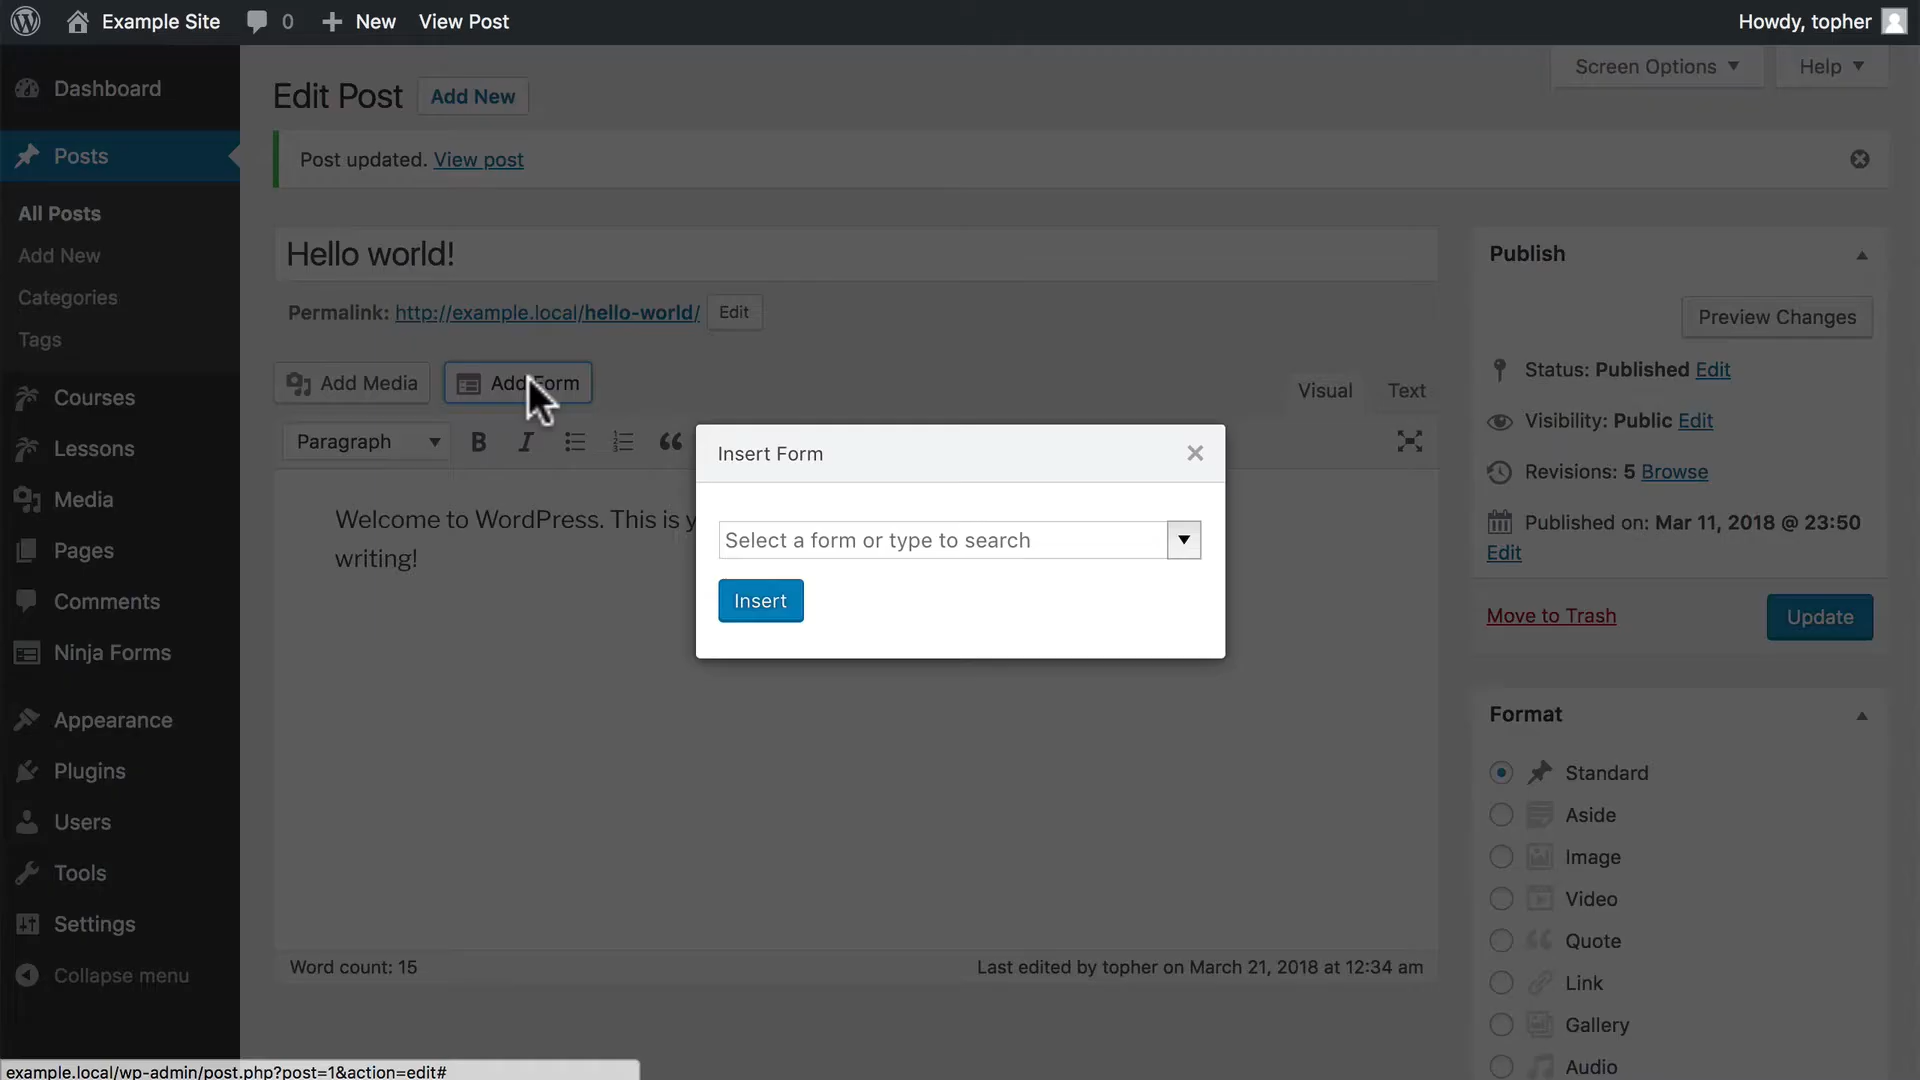 Example Site 0 New View Post Howdy, topher
Dashboard
Posts
All Posts
Add New
Categories
Tags
Courses
Lessons
Media
Pages
Comments
Ninja Forms
Appearance
Plugins
Users
Tools
Settings
Collapse menu
Screen Options Help
Edit Post Add New
Post updated. View post
Hello world!
Permalink: http://example.local/hello-world/ Edit
Add Media Add Form
Visual Text
Paragraph B I
Welcome to WordPress. This is y
writing!
Insert Form
Select a form or type to search
Insert
Word count: 15 Last edited by topher on March 21, 2018 at 12:34 am
Publish
Preview Changes
Status: Published Edit
Visibility: Public Edit
Revisions: 5 Browse
Published on: Mar 11, 2018 @ 23:50
Edit
Move to Trash Update
Format
Standard
Aside
Image
Video
Quote
Link
Gallery
Audio
example.local/wp-admin/post.php?post=1&action=edit#